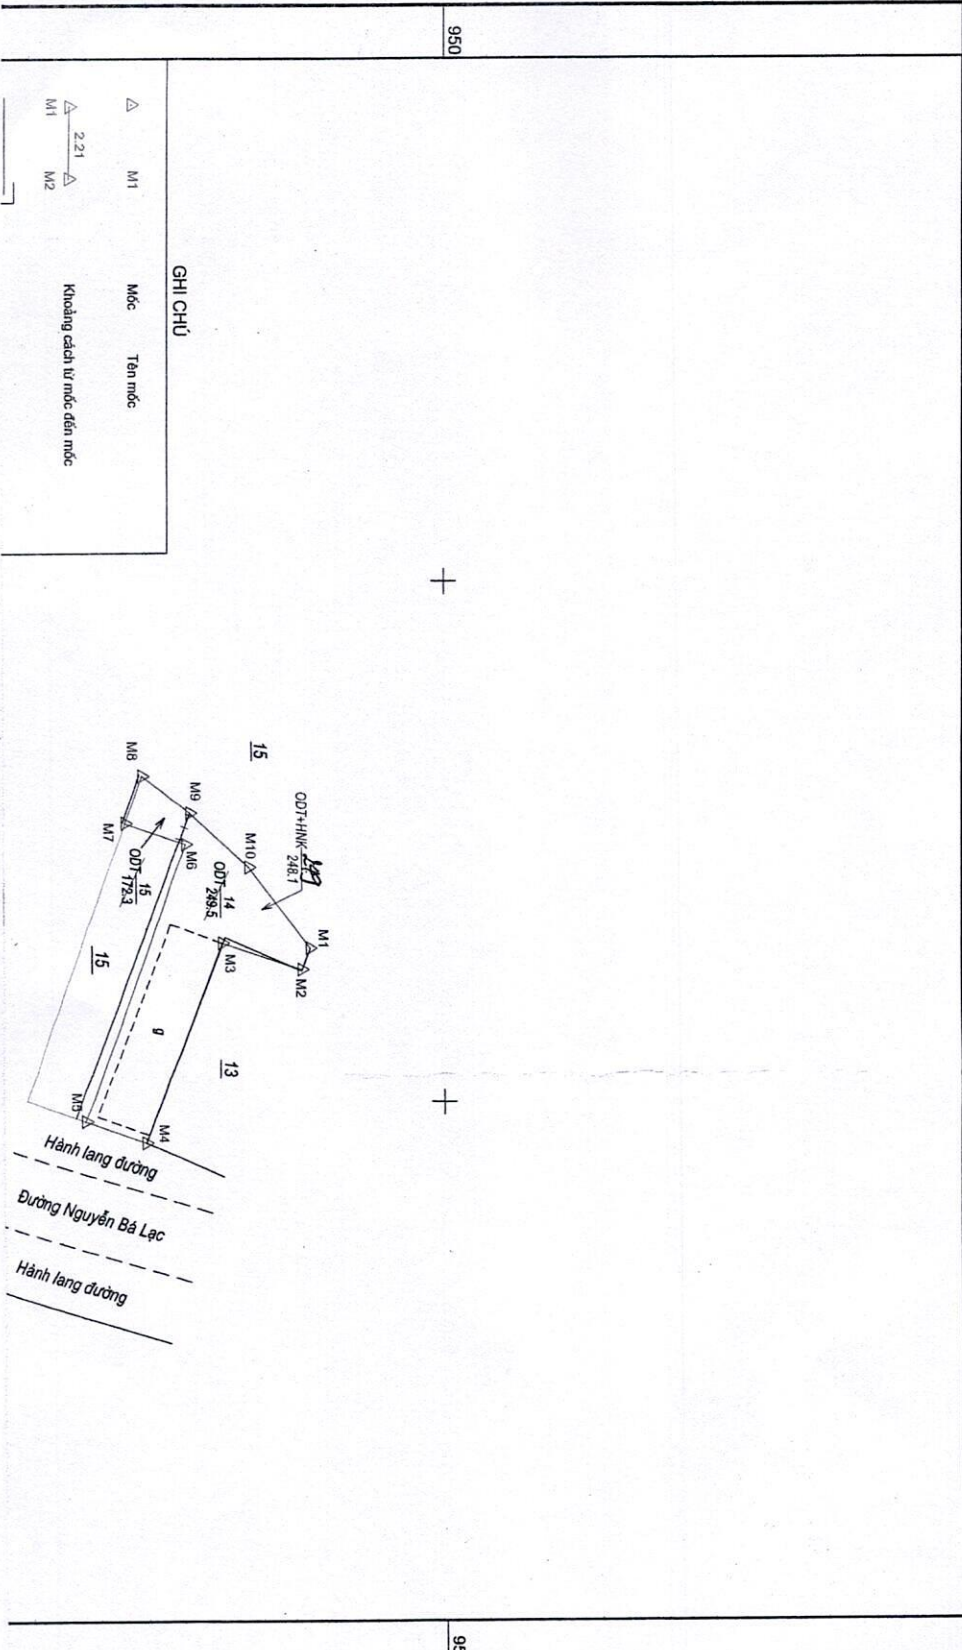 950
GHI CHÚ
M1 Mốc Tên mốc
2.21
M1 M2 Khoảng cách từ mốc đến mốc
15
ODT+HNK
248.1
M1
M2
M10
M9
M8
M7
M6
ODT 14
249.5
M3
ODT 15
172.3
15
13
g
M5
M4
Hành lang đường
Đường Nguyễn Bá Lạc
Hành lang đường